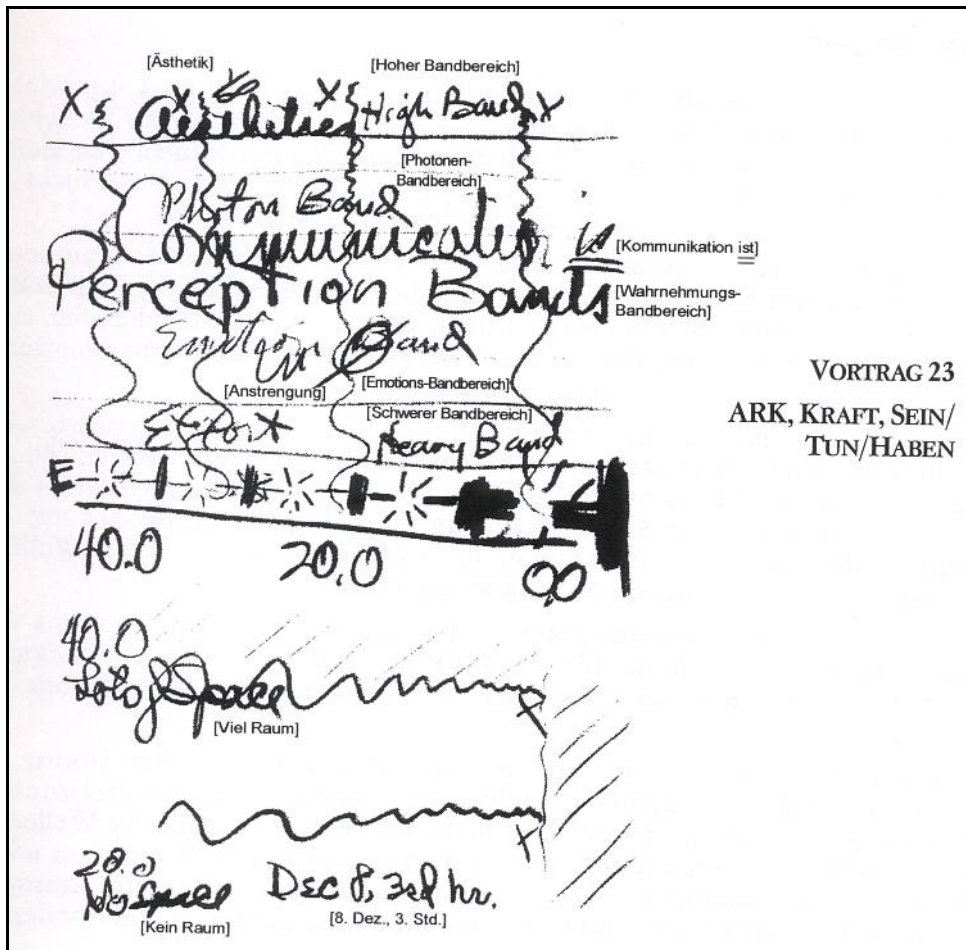 [Ästhetik] [Hoher Bandbereich]
X X X X
Aesthetics High Band
[Photonen-
Bandbereich]
Photon Band
Communication is [Kommunikation ist]
Perception Bands [Wahrnehmungs-
Bandbereich]
Emotion Band
[Anstrengung] [Emotions-Bandbereich]
[Schwerer Bandbereich]
Effort Heavy Band
E
40.0 20.0 0.0
VORTRAG 23
ARK, KRAFT, SEIN/
TUN/HABEN
40.0
Lots of Space
[Viel Raum]
X
X
20.0
No space Dec 8, 3rd hr.
[Kein Raum] [8. Dez., 3. Std.]